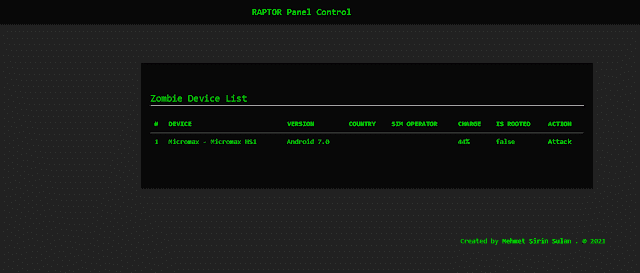 RAPTOR Panel Control
Zombie Device List
# DEVICE VERSION COUNTRY SIM OPERATOR CHARGE IS ROOTED ACTION
1 Micromax - Micromax HS1 Android 7.0 44% false Attack
Created by Mehmet Sirin Sulan . © 2021